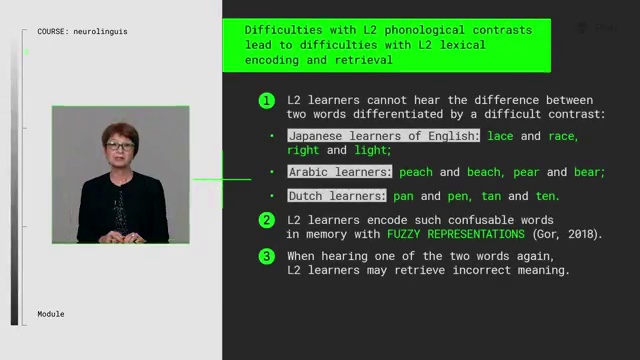 COURSE: neurolinguis
Difficulties with L2 phonological contrasts
lead to difficulties with L2 lexical
encoding and retrieval
1 L2 learners cannot hear the difference between
two words differentiated by a difficult contrast:
• Japanese learners of English: lace and race,
right and light;
• Arabic learners: peach and beach, pear and bear;
• Dutch learners: pan and pen, tan and ten.
2 L2 learners encode such confusable words
in memory with FUZZY REPRESENTATIONS (Gor, 2018).
3 When hearing one of the two words again,
L2 learners may retrieve incorrect meaning.
Module